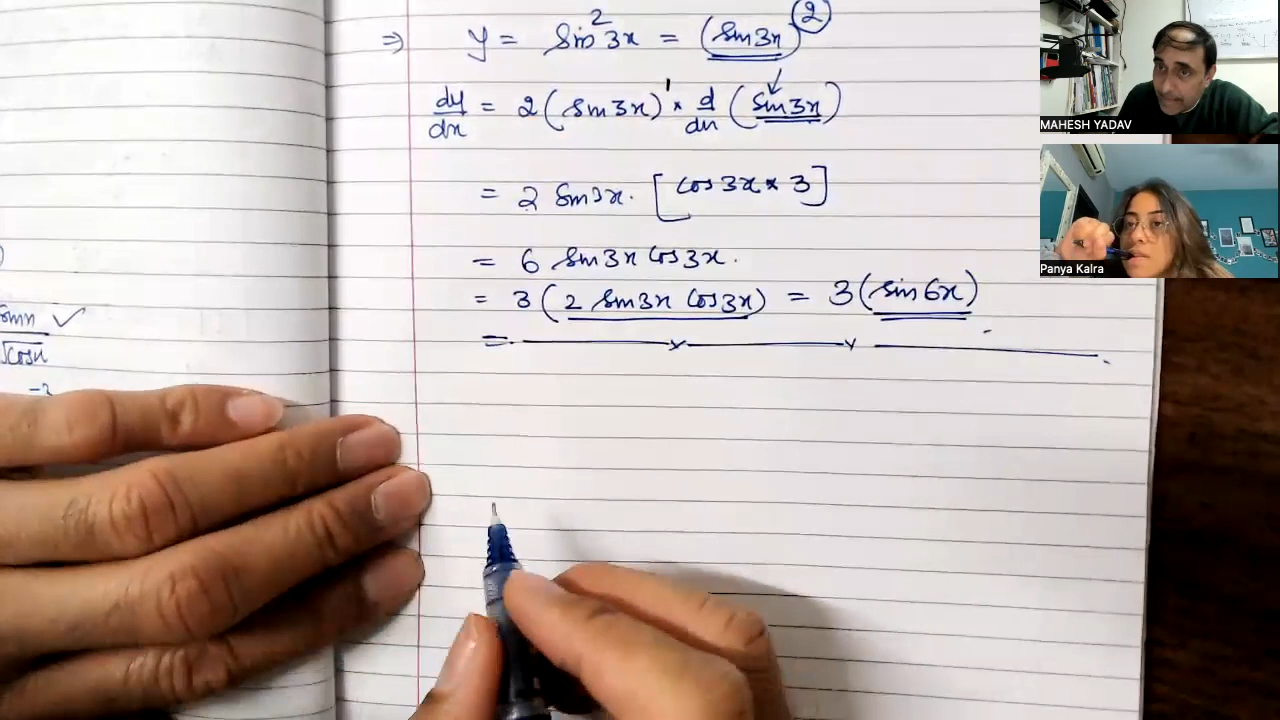 ⇒ y = sin²3x = (sin3x)²
dy/dx = 2(sin3x)' × d/dx (sin3x)
= 2 sin3x. [cos3x × 3]
= 6 sin3x cos3x.
= 3(2 sin3x cos3x) = 3(sin6x)
√cosx
MAHESH YADAV
Panya Kalra